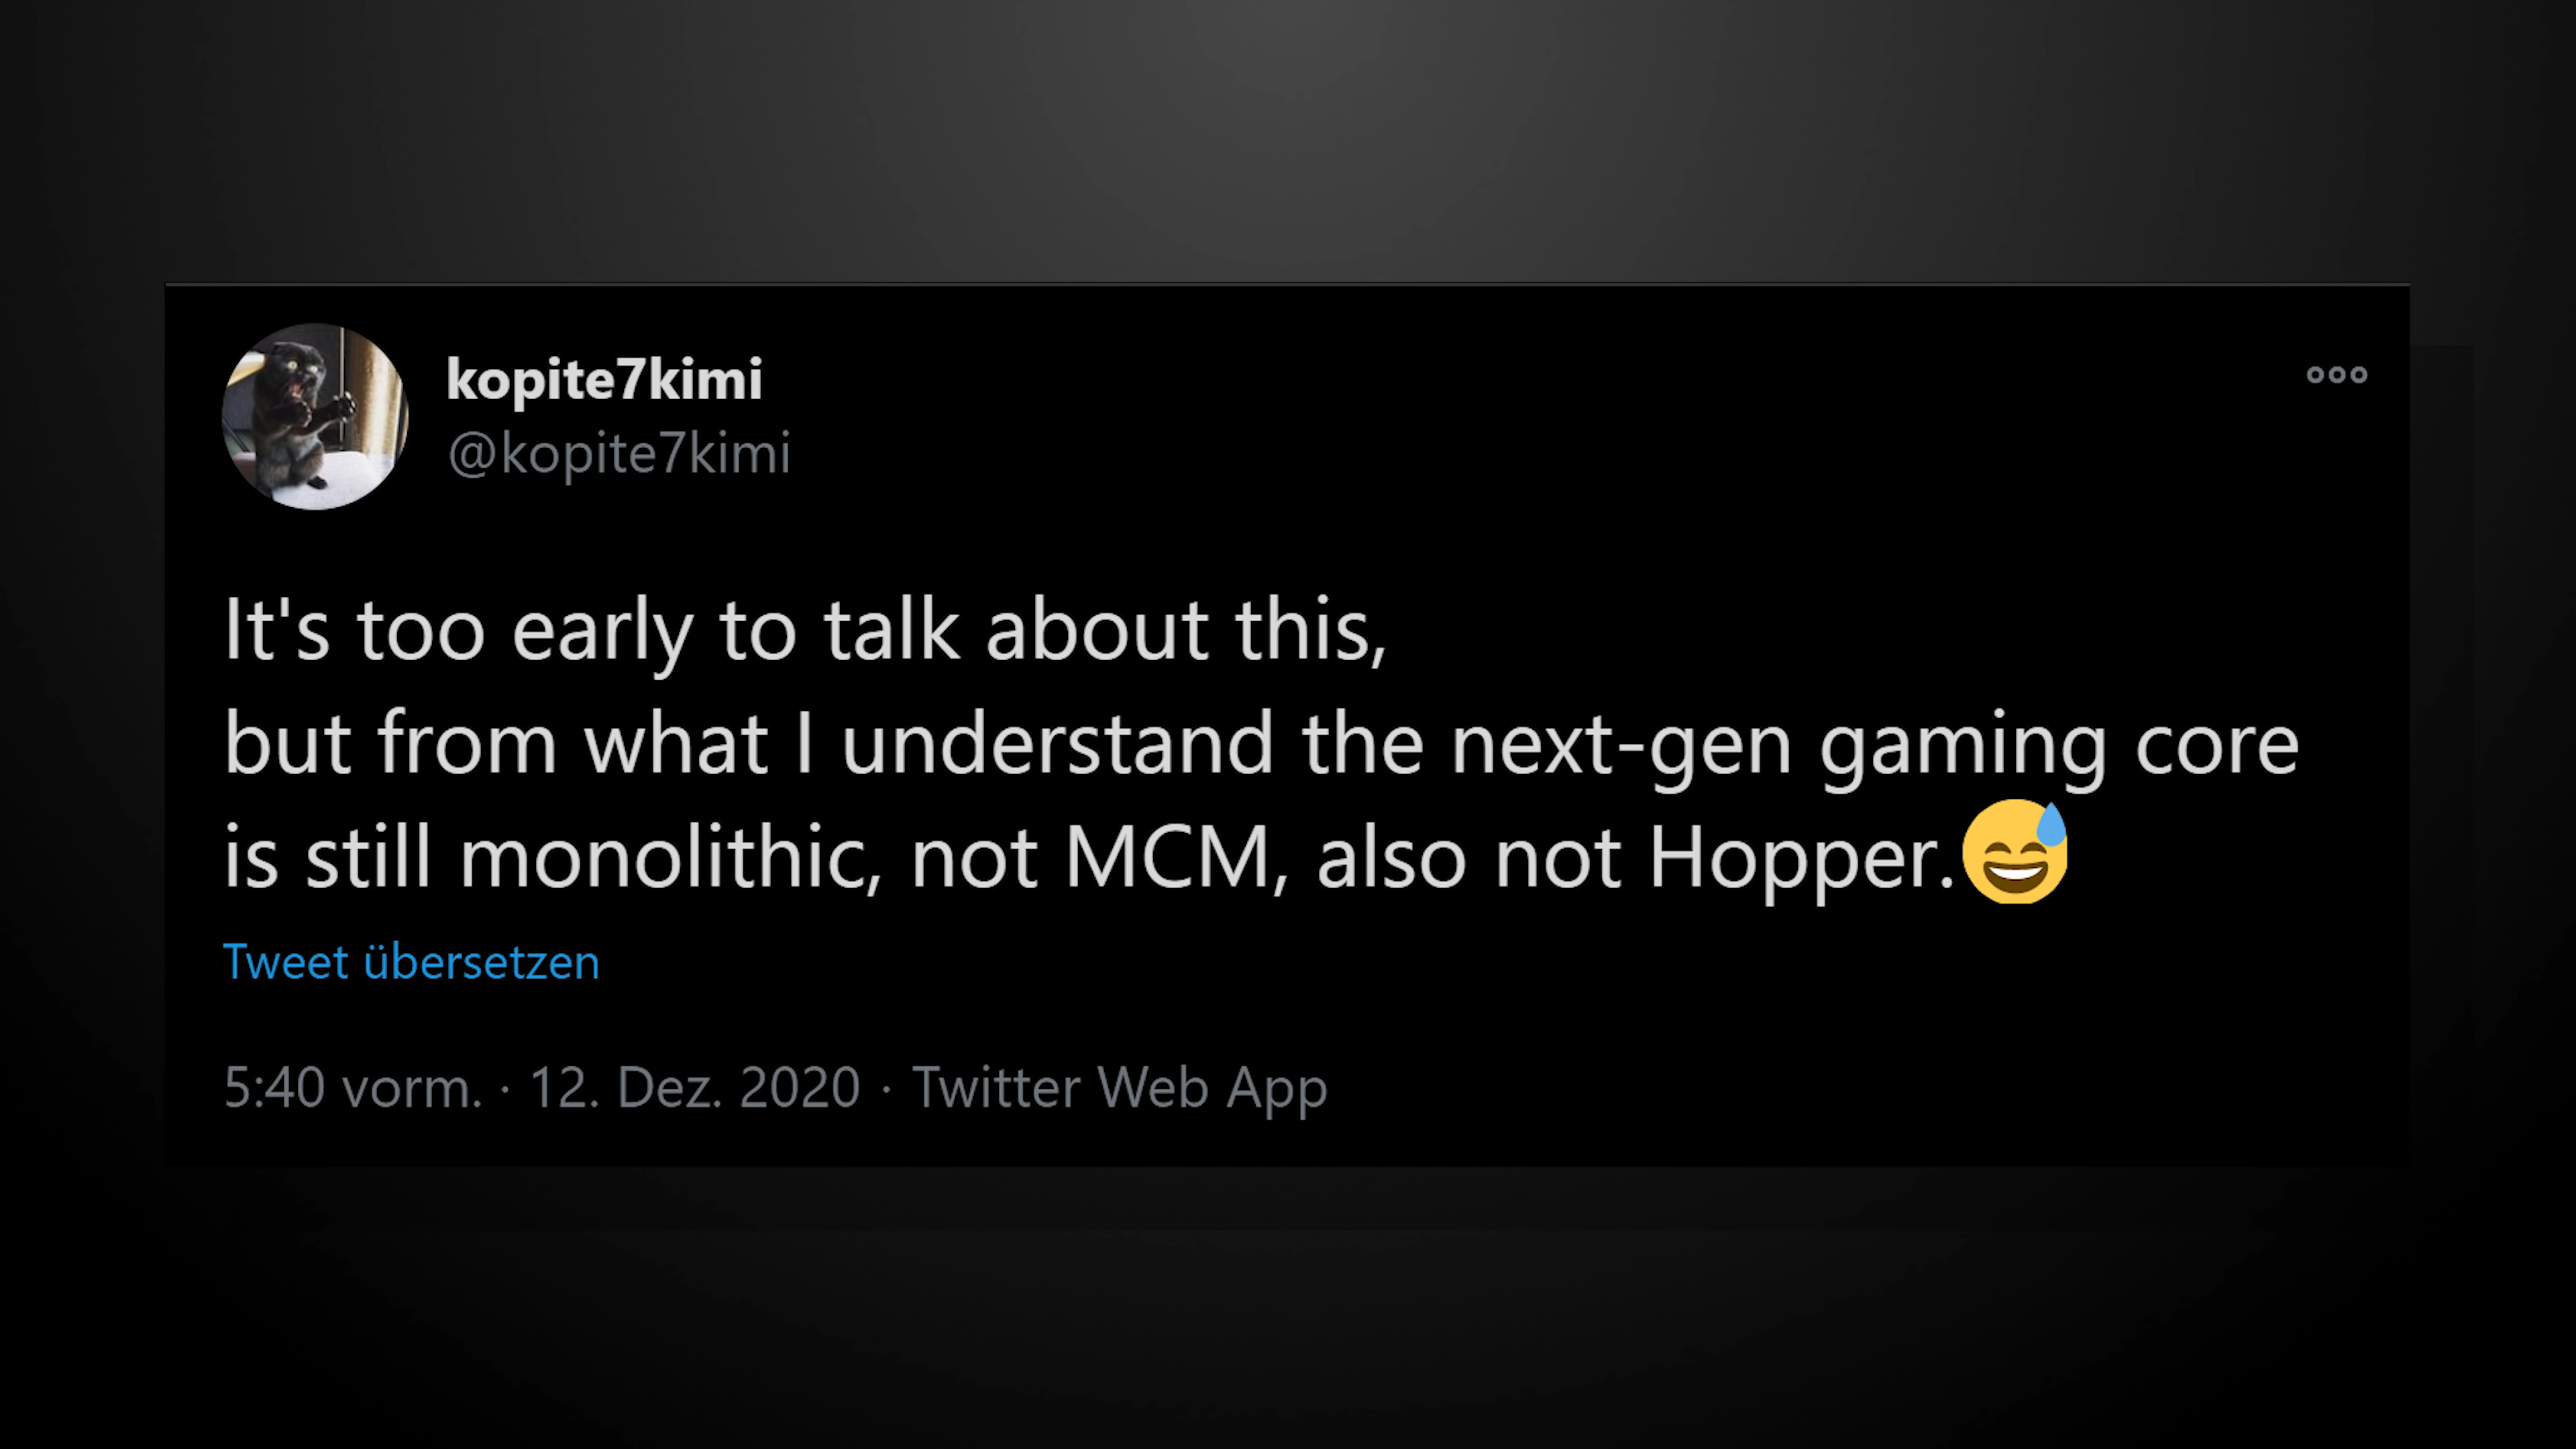 kopite7kimi
@kopite7kimi
It's too early to talk about this,
but from what I understand the next-gen gaming core
is still monolithic, not MCM, also not Hopper.😅
Tweet übersetzen
5:40 vorm. · 12. Dez. 2020 · Twitter Web App